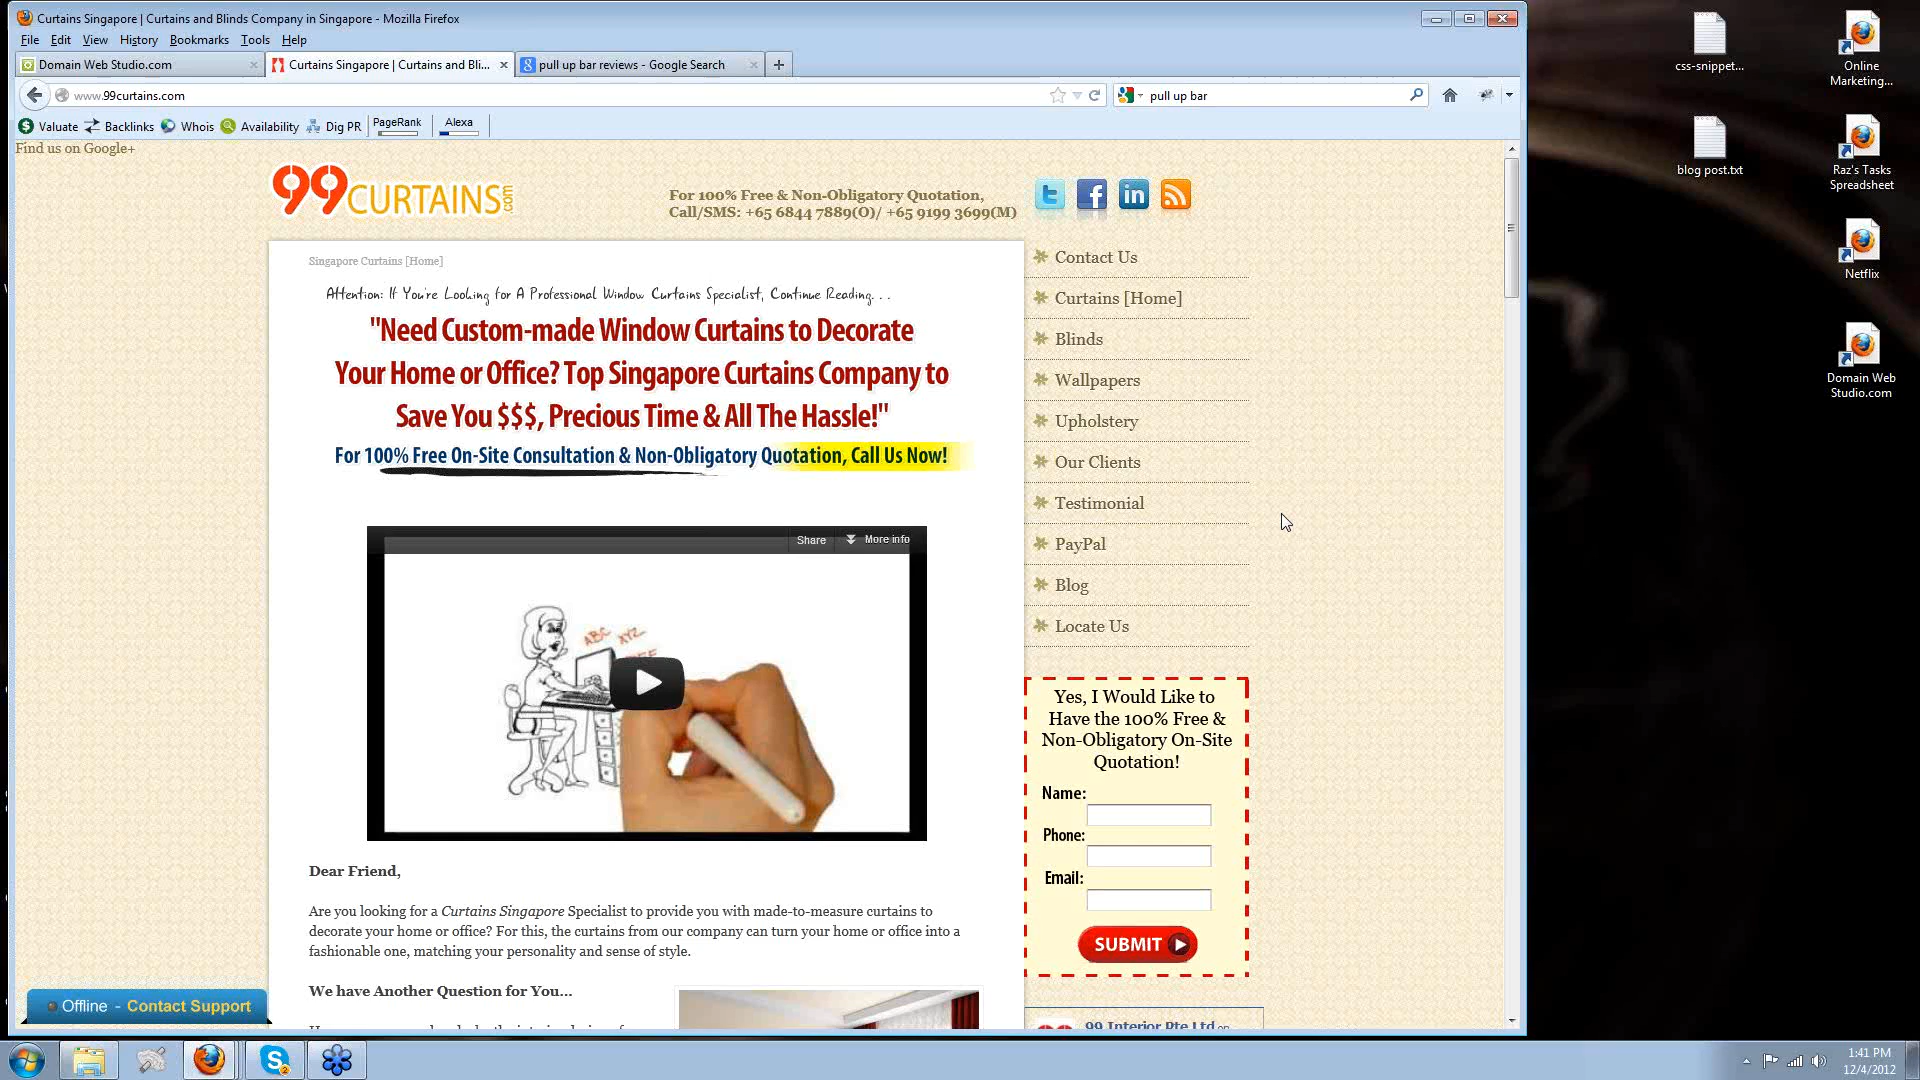 Curtains Singapore | Curtains and Blinds Company in Singapore - Mozilla Firefox
File Edit View History Bookmarks Tools Help
Domain Web Studio.com
Curtains Singapore | Curtains and Bli...
pull up bar reviews - Google Search
www.99curtains.com
pull up bar
Valuate Backlinks Whois Availability Dig PR PageRank Alexa
Find us on Google+
99CURTAINS.com
For 100% Free & Non-Obligatory Quotation,
Call/SMS: +65 6844 7889(O)/ +65 9199 3699(M)
Singapore Curtains [Home]
Attention: If You're Looking for A Professional Window Curtains Specialist, Continue Reading. . .
"Need Custom-made Window Curtains to Decorate
Your Home or Office? Top Singapore Curtains Company to
Save You $$$, Precious Time & All The Hassle!"
For 100% Free On-Site Consultation & Non-Obligatory Quotation, Call Us Now!
Share More info
ABC XYZ
Dear Friend,
Are you looking for a Curtains Singapore Specialist to provide you with made-to-measure curtains to
decorate your home or office? For this, the curtains from our company can turn your home or office into a
fashionable one, matching your personality and sense of style.
We have Another Question for You...
Contact Us
Curtains [Home]
Blinds
Wallpapers
Upholstery
Our Clients
Testimonial
PayPal
Blog
Locate Us
Yes, I Would Like to
Have the 100% Free &
Non-Obligatory On-Site
Quotation!
Name:
Phone:
Email:
SUBMIT
99 Interior Pte Ltd on
Offline - Contact Support
css-snippet...
Online
Marketing...
blog post.txt
Raz's Tasks
Spreadsheet
Netflix
Domain Web
Studio.com
1:41 PM
12/4/2012